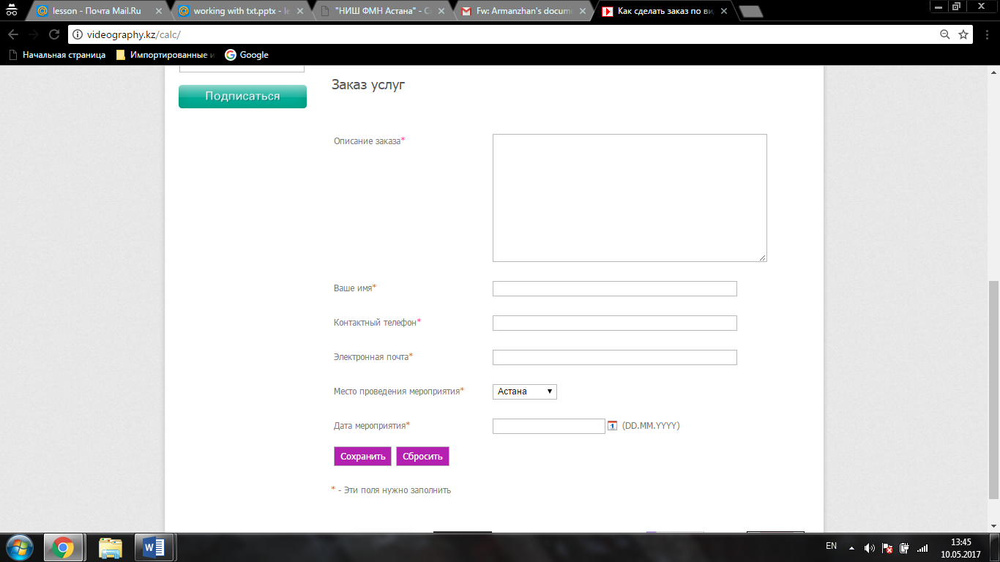 lesson - Почта Mail.Ru
working with txt.pptx - le
"НИШ ФМН Астана" - Ca
Fw: Armanzhan's docume
Как сделать заказ по ви
videography.kz/calc/
Начальная страница
Импортированные и
Google
Подписаться
Заказ услуг
Описание заказа*
Ваше имя*
Контактный телефон*
Электронная почта*
Место проведения мероприятия*
Астана
Дата мероприятия*
1
(DD.MM.YYYY)
Сохранить
Сбросить
* - Эти поля нужно заполнить
EN
13:45
10.05.2017